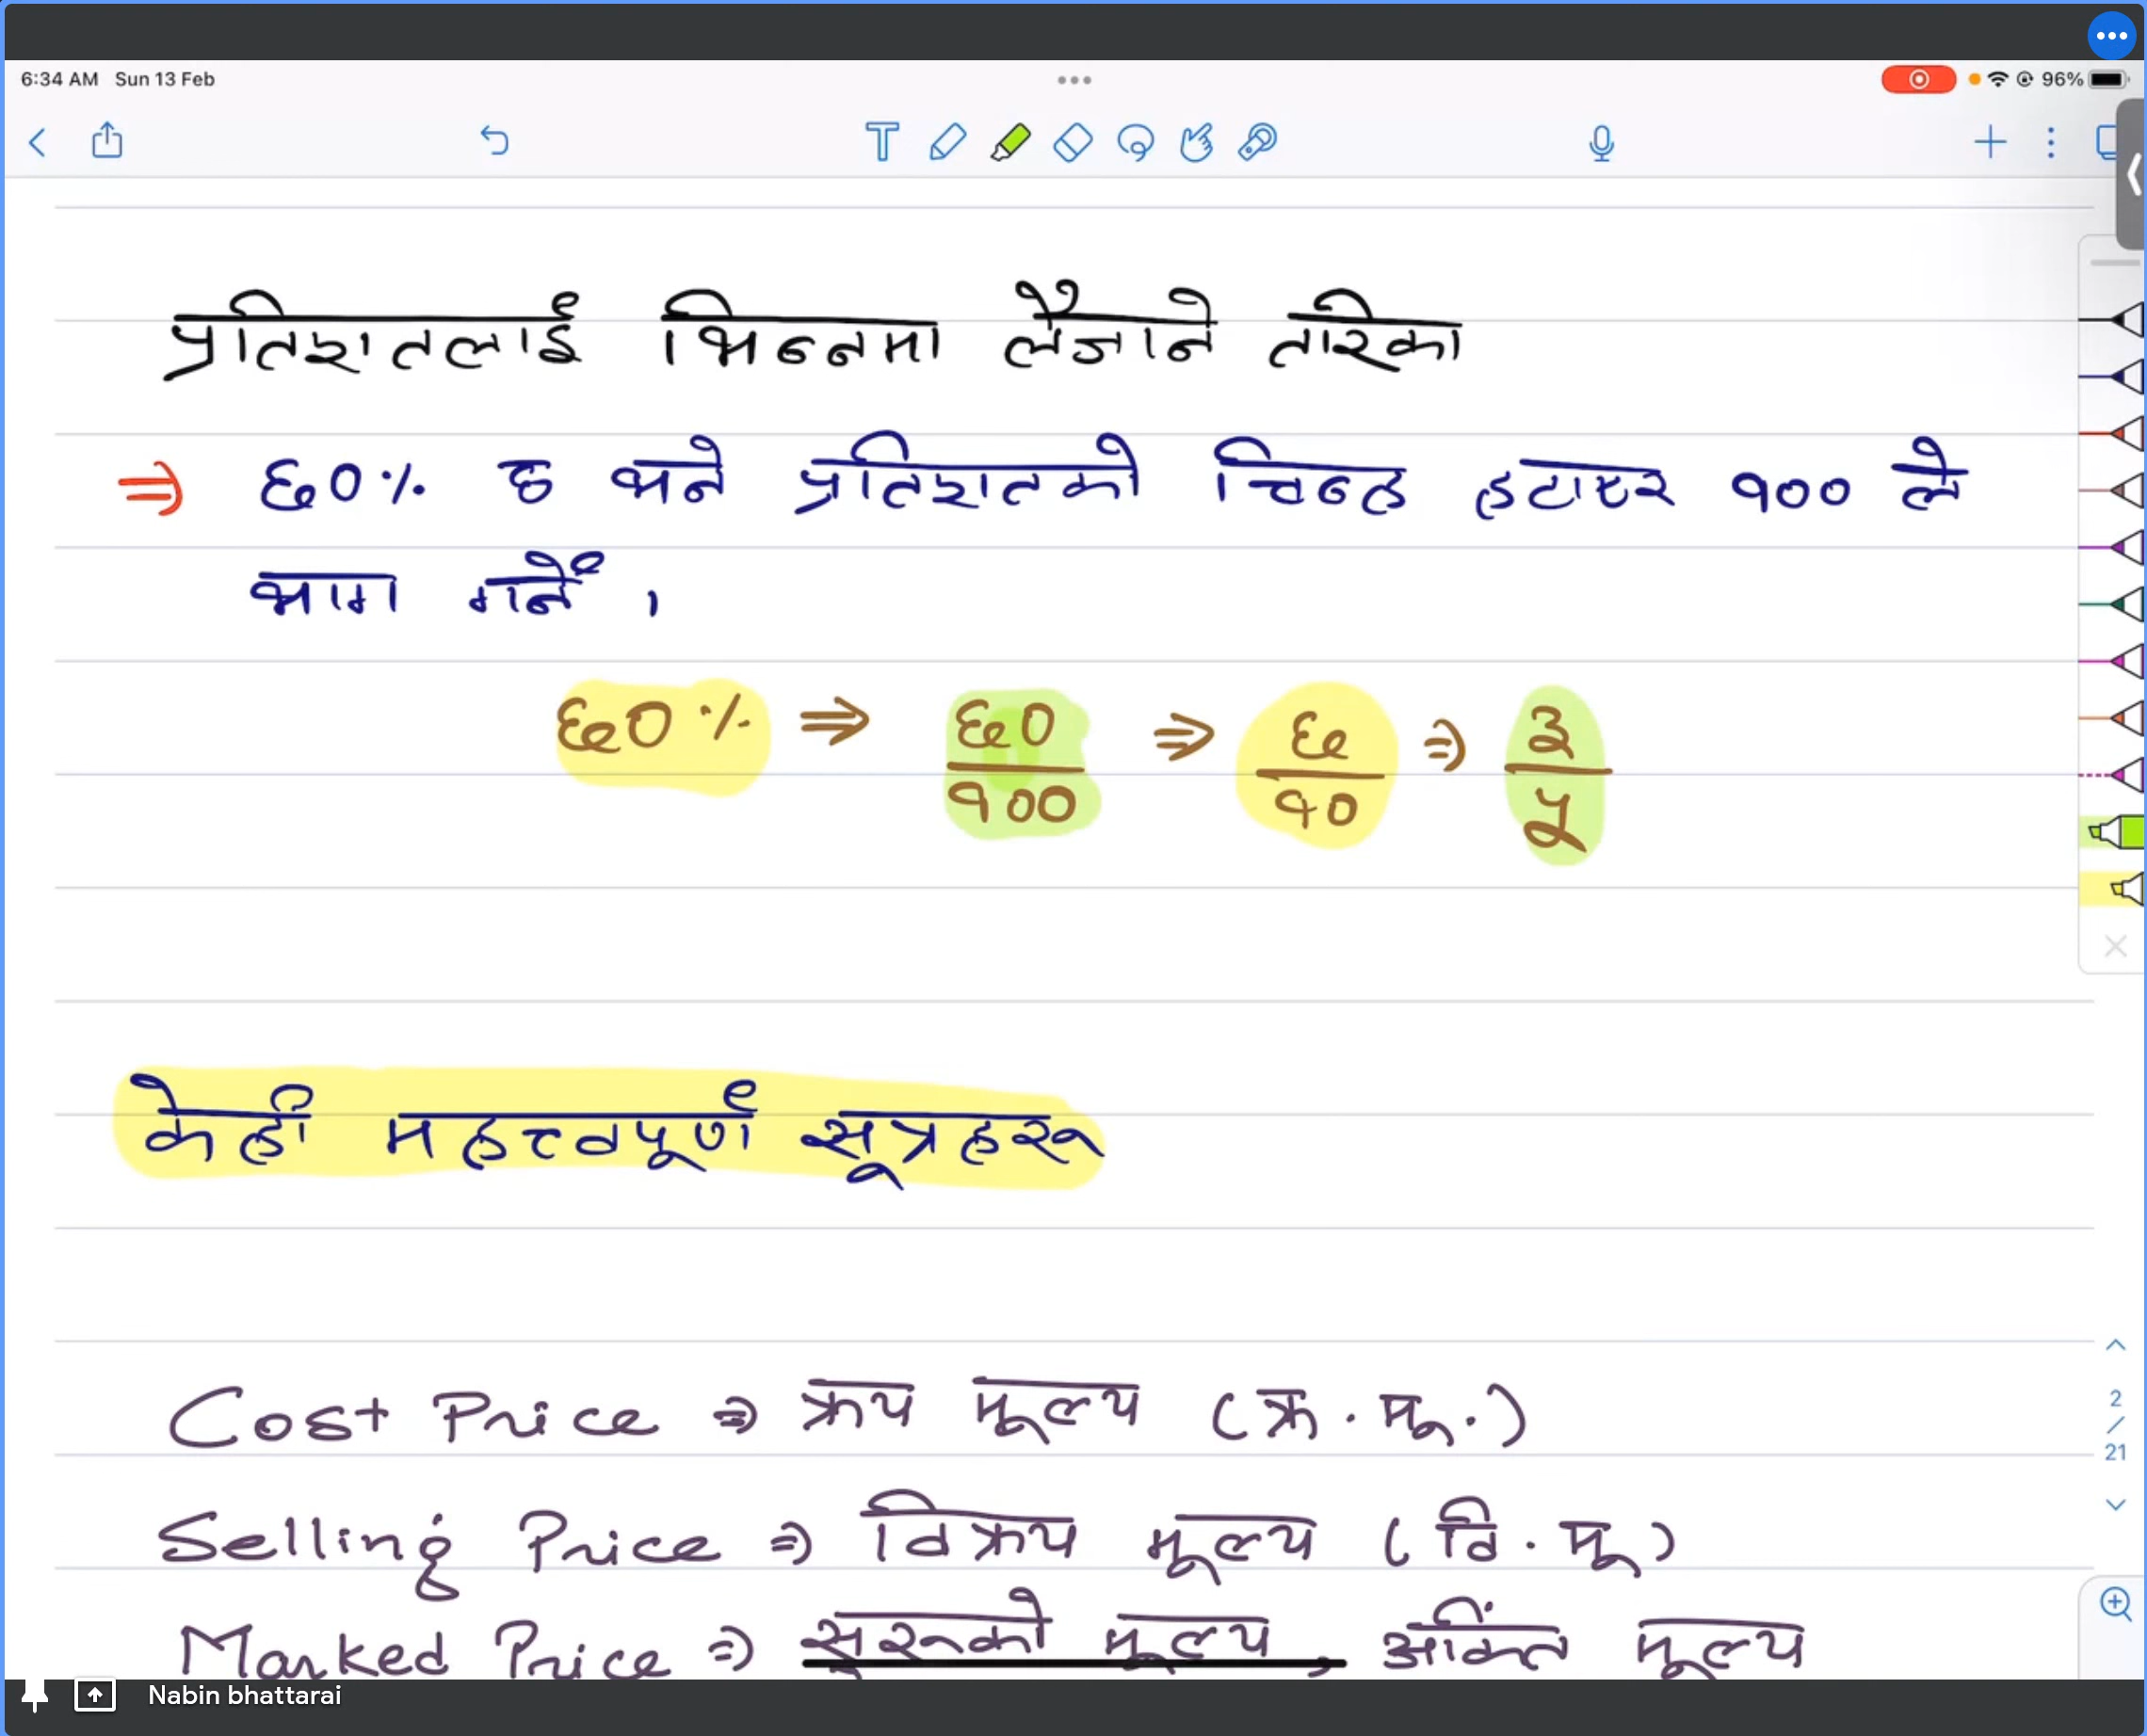 6:34 AM Sun 13 Feb
96%
प्रतिशतलाई भिन्नमा लैजाने तरिका
⇒ ६०% छ भने प्रतिशतको चिन्ह हटाएर १०० ले
भाग गर्ने ।
६०% ⇒ ६०/१०० ⇒ ६/१० ⇒ ३/५
केही महत्त्वपूर्ण सूत्रहरू
Cost Price ⇒ क्रय मूल्य (क्र. मू.)
Selling Price ⇒ विक्रय मूल्य (वि. मू)
Marked Price ⇒ सुरुको मूल्य, अंकित मूल्य
2
/
21
Nabin bhattarai